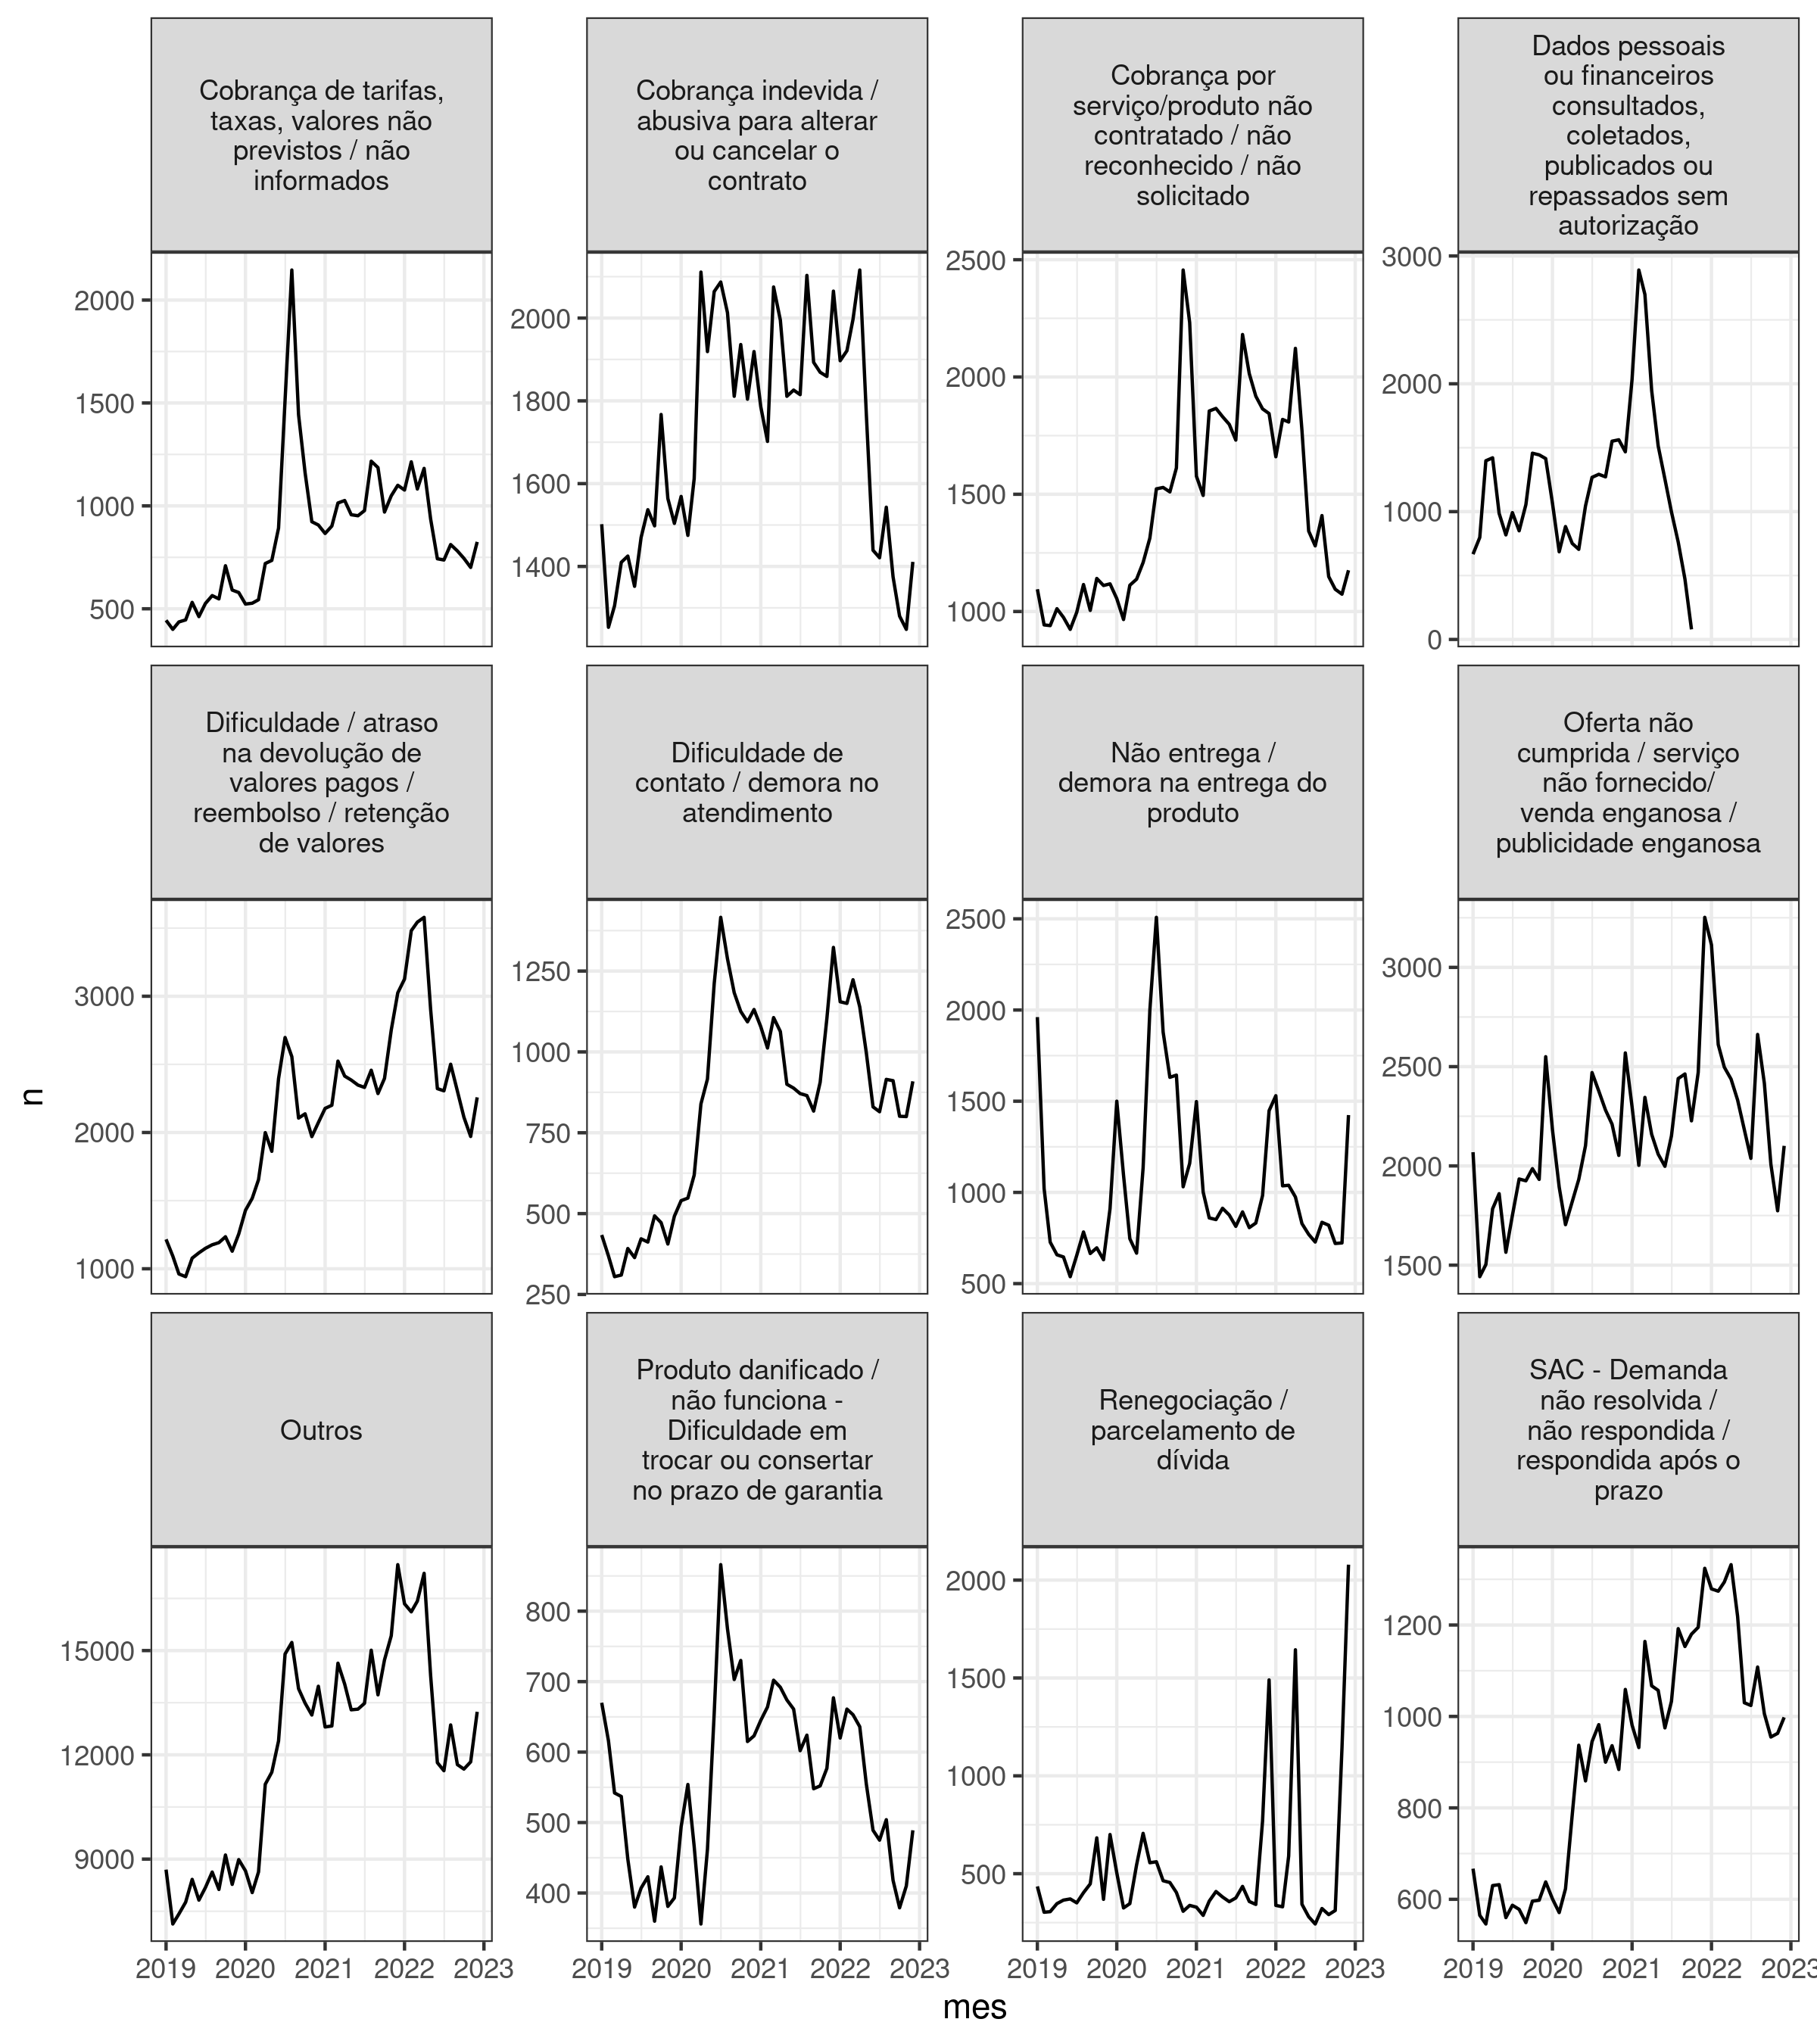 Cobrança de tarifas,
taxas, valores não
previstos / não
informados
Cobrança indevida /
abusiva para alterar
ou cancelar o
contrato
Cobrança por
serviço/produto não
contratado / não
reconhecido / não
solicitado
Dados pessoais
ou financeiros
consultados,
coletados,
publicados ou
repassados sem
autorização
2000
1500
1000
500
2000
1800
1600
1400
2500
2000
1500
1000
3000
2000
1000
0
Dificuldade / atraso
na devolução de
valores pagos /
reembolso / retenção
de valores
Dificuldade de
contato / demora no
atendimento
Não entrega /
demora na entrega do
produto
Oferta não
cumprida / serviço
não fornecido/
venda enganosa /
publicidade enganosa
3000
2000
1000
1250
1000
750
500
250
2500
2000
1500
1000
500
3000
2500
2000
1500
n
Outros
Produto danificado /
não funciona -
Dificuldade em
trocar ou consertar
no prazo de garantia
Renegociação /
parcelamento de
dívida
SAC - Demanda
não resolvida /
não respondida /
respondida após o
prazo
15000
12000
9000
800
700
600
500
400
2000
1500
1000
500
1200
1000
800
600
2019 2020 2021 2022 2023
2019 2020 2021 2022 2023
2019 2020 2021 2022 2023
2019 2020 2021 2022 2023
mes